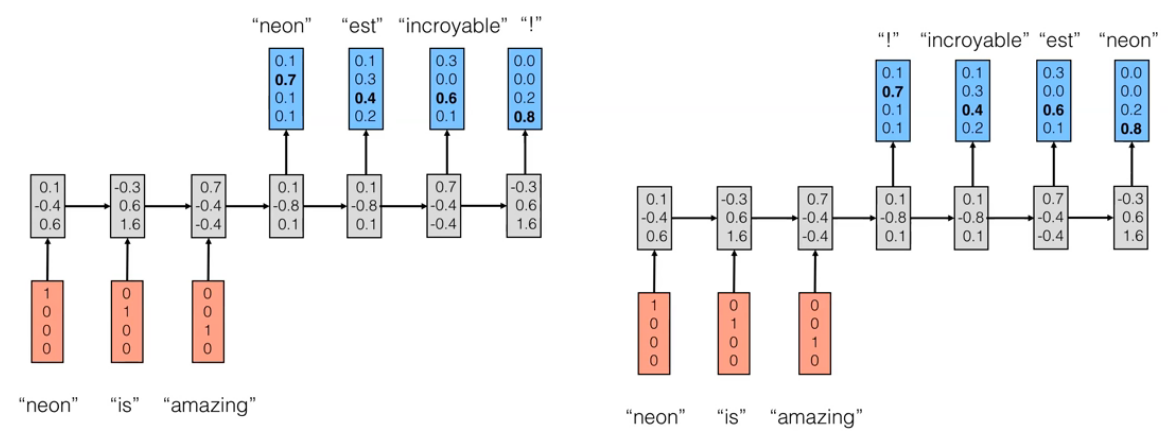 “neon” “est” “incroyable” “!”
0.1 0.1 0.3 0.0
0.7 0.3 0.0 0.0
0.1 0.4 0.6 0.2
0.1 0.2 0.1 0.8
0.1 -0.3 0.7 0.1 0.1 0.7 -0.3
-0.4 0.6 -0.4 -0.8 -0.8 -0.4 0.6
0.6 1.6 -0.4 0.1 0.1 -0.4 1.6
1 0 0
0 1 0
0 0 1
0 0 0
“neon” “is” “amazing”
“!” “incroyable” “est” “neon”
0.1 0.1 0.3 0.0
0.7 0.3 0.0 0.0
0.1 0.4 0.6 0.2
0.1 0.2 0.1 0.8
0.1 -0.3 0.7 0.1 0.1 0.7 -0.3
-0.4 0.6 -0.4 -0.8 -0.8 -0.4 0.6
0.6 1.6 -0.4 0.1 0.1 -0.4 1.6
1 0 0
0 1 0
0 0 1
0 0 0
“neon” “is” “amazing”